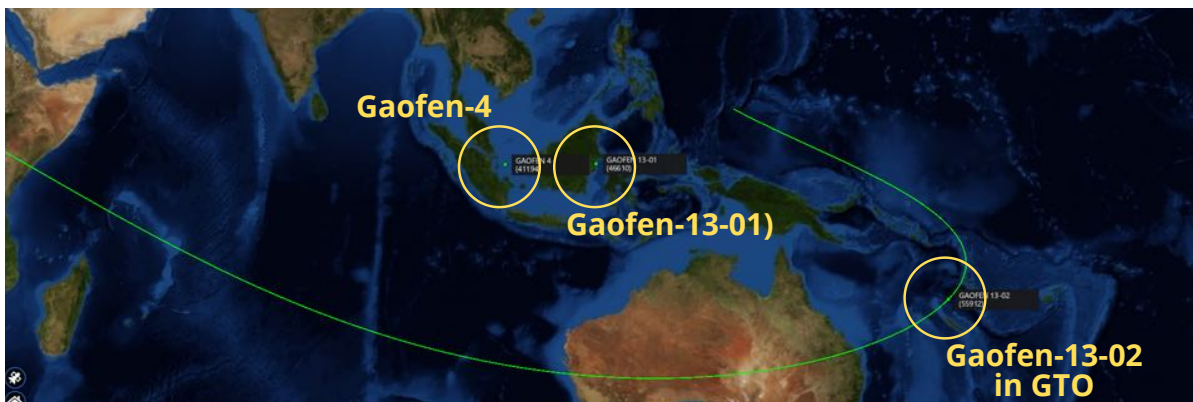 Gaofen-4
GAOFEN 4
(41194)
GAOFEN 13-01
(46610)
Gaofen-13-01)
GAOFEN 13-02
(55912)
Gaofen-13-02
in GTO